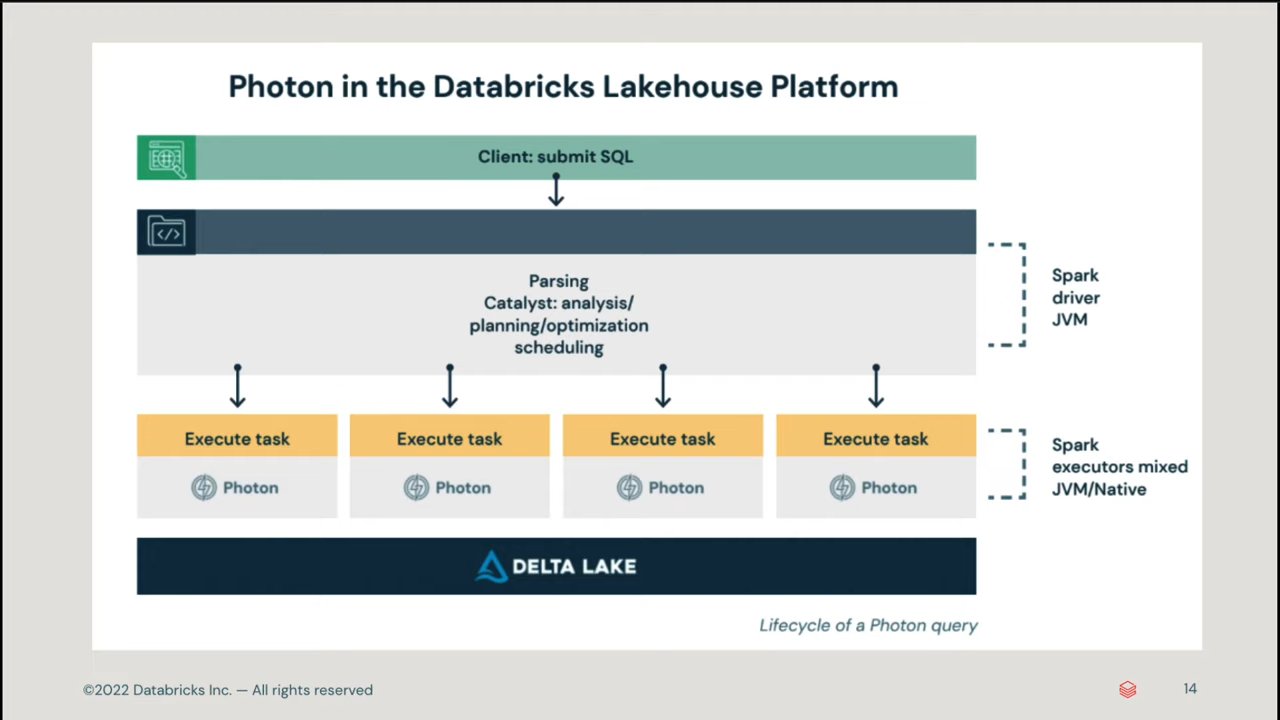 Photon in the Databricks Lakehouse Platform
Client: submit SQL
Parsing
Catalyst: analysis/
planning/optimization
scheduling
Spark
driver
JVM
Execute task
Execute task
Execute task
Execute task
Photon
Photon
Photon
Photon
Spark
executors mixed
JVM/Native
DELTA LAKE
Lifecycle of a Photon query
©2022 Databricks Inc. — All rights reserved
14